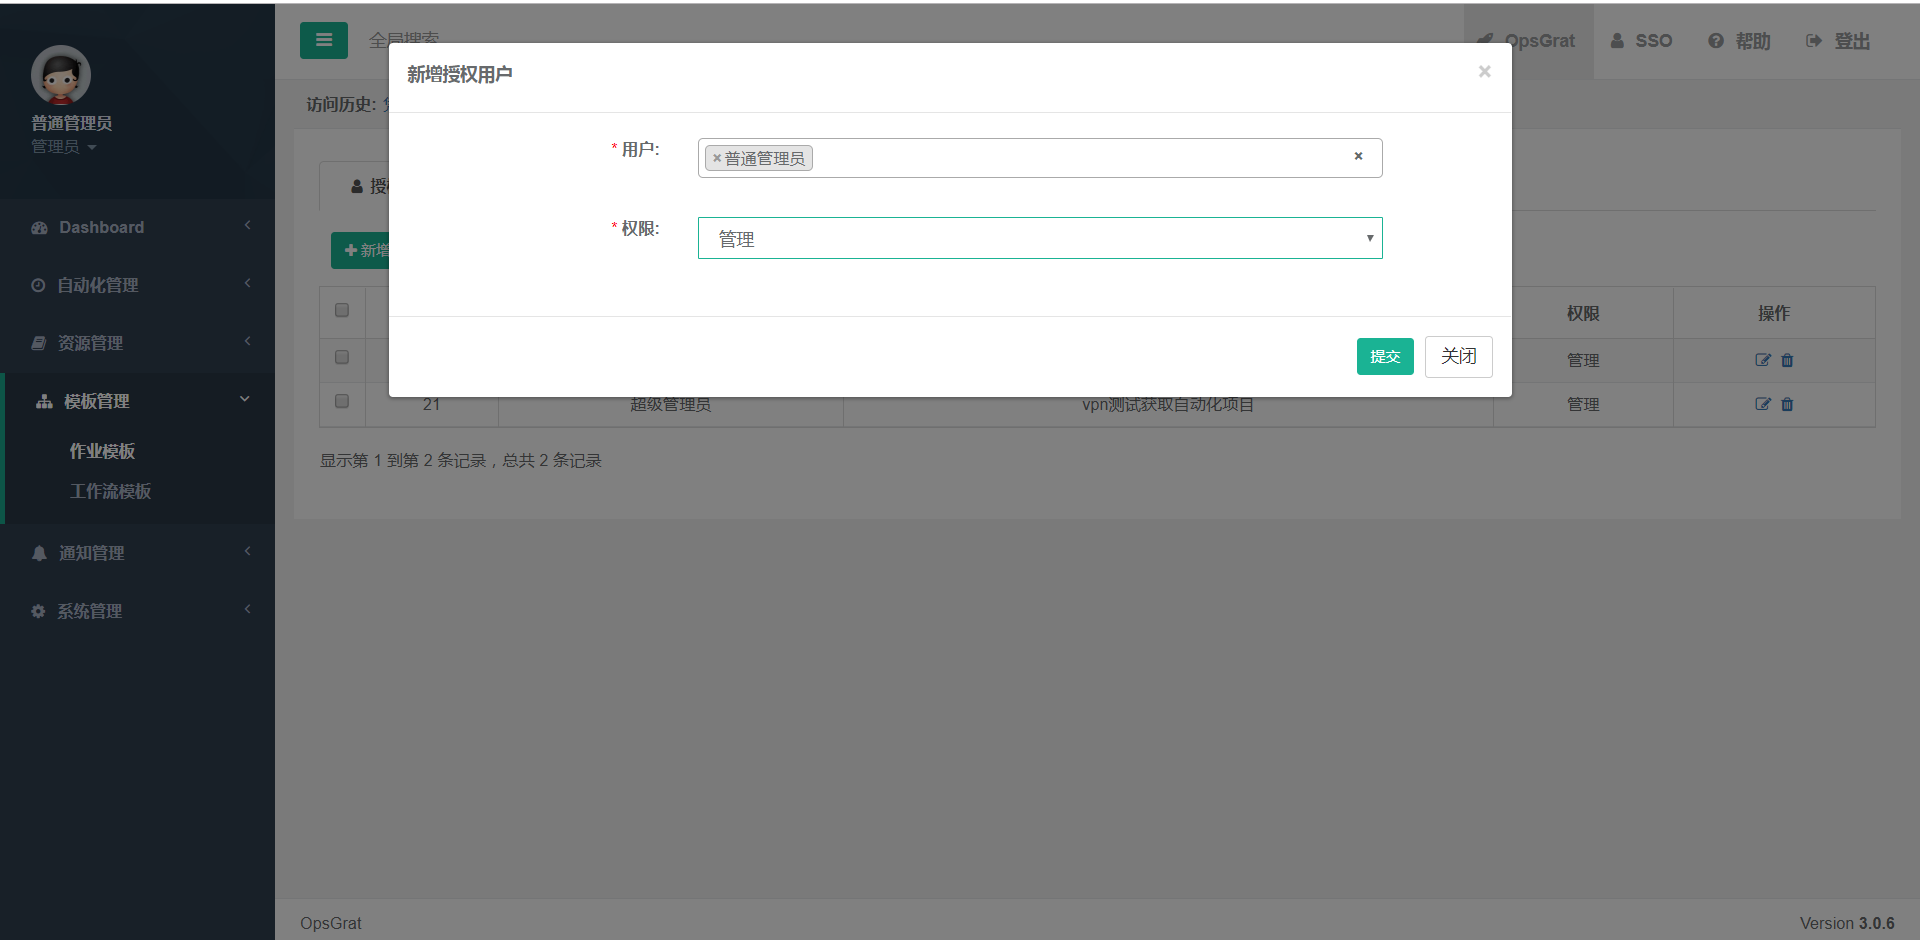 普通管理员
管理员
Dashboard
自动化管理
资源管理
模板管理
作业模板
工作流模板
通知管理
系统管理
全局搜索
OpsGrat
SSO
帮助
登出
访问历史:
新增授权用户
×
* 用户:
×普通管理员
×
* 权限:
管理
提交
关闭
新增
权限
操作
管理
21
超级管理员
vpn测试获取自动化项目
管理
显示第 1 到第 2 条记录，总共 2 条记录
OpsGrat
Version 3.0.6